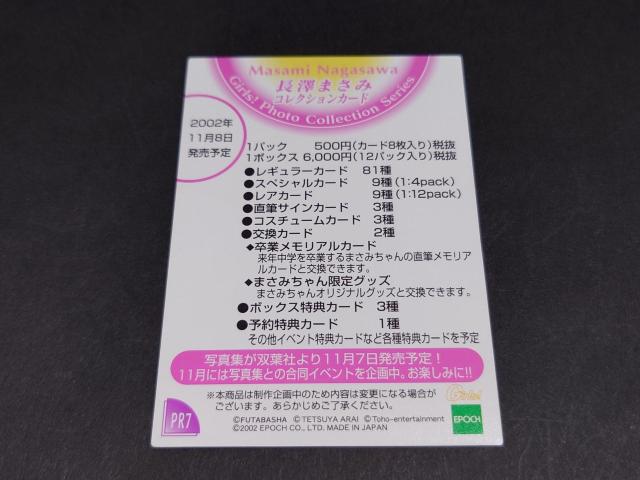 Masami Nagasawa
長澤まさみ
コレクションカード
Girls! Photo Collection Series
2002年
11月8日
発売予定
1パック 500円(カード8枚入り)税抜
1ボックス 6,000円(12パック入り)税抜
●レギュラーカード 81種
●スペシャルカード 9種(1:4pack)
●レアカード 9種(1:12pack)
●直筆サインカード 3種
●コスチュームカード 3種
●交換カード 2種
◆卒業メモリアルカード
来年中学を卒業するまさみちゃんの直筆メモリア
ルカードと交換できます。
◆まさみちゃん限定グッズ
まさみちゃんオリジナルグッズと交換できます。
●ボックス特典カード 3種
●予約特典カード 1種
その他イベント特典カードなど各種特典カードを予定
写真集が双葉社より11月7日発売予定!
11月には写真集との合同イベントを企画中。お楽しみに!!
※本商品は制作企画中のため内容は変更になる場合が
ございます。あらかじめご了承ください。
Girls!
PR7
©FUTABASHA ©TETSUYA ARAI ©Toho-entertainment
©2002 EPOCH CO., LTD. MADE IN JAPAN
EPOCH